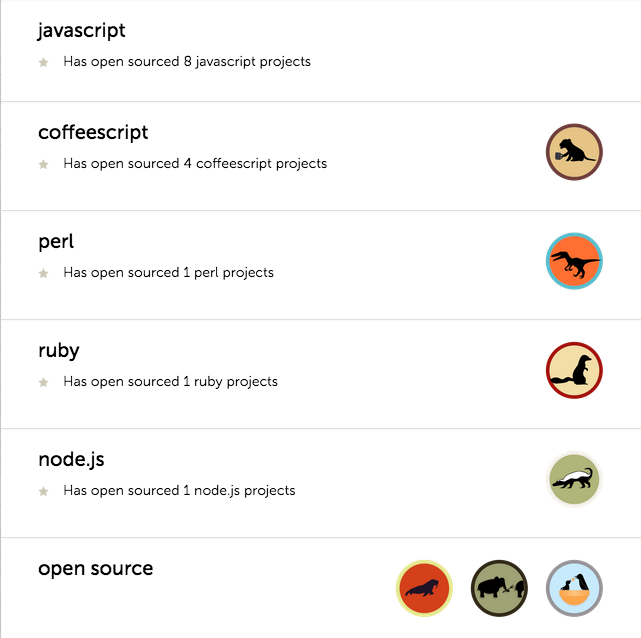 javascript
Has open sourced 8 javascript projects
coffeescript
Has open sourced 4 coffeescript projects
perl
Has open sourced 1 perl projects
ruby
Has open sourced 1 ruby projects
node.js
Has open sourced 1 node.js projects
open source